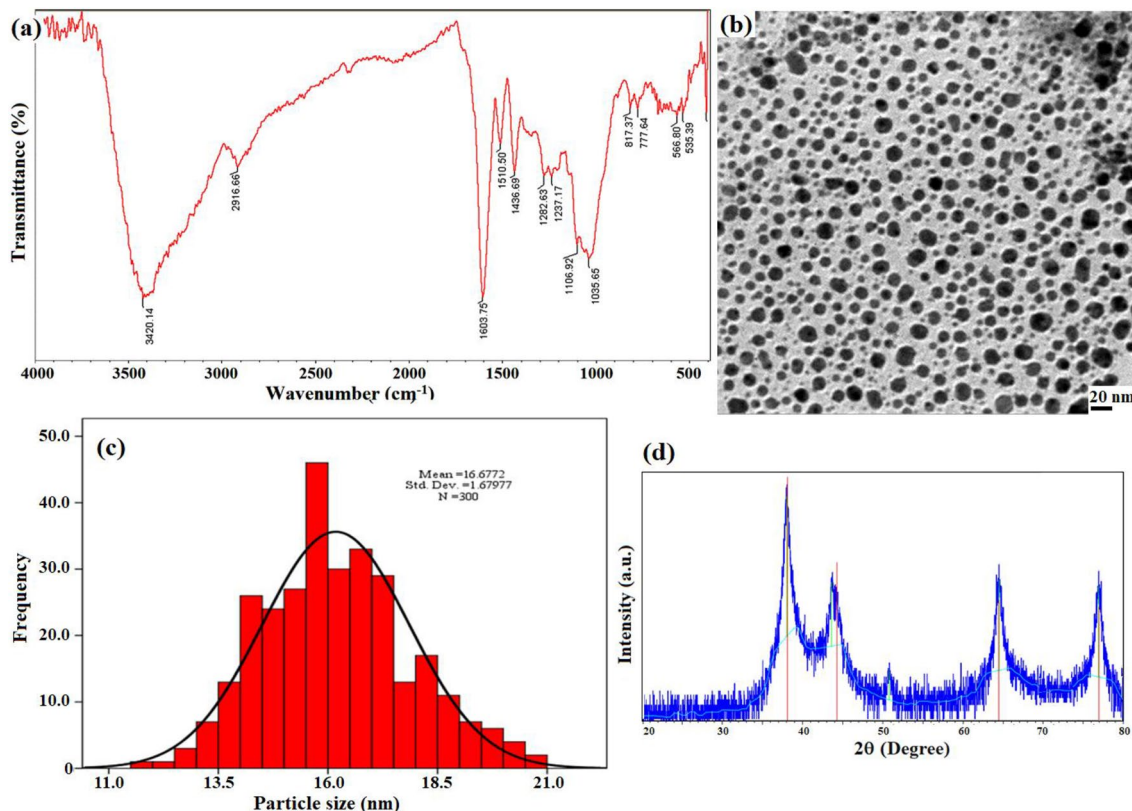 (a)
Transmittance (%)
3420.14
2916.66
1603.75
1510.50
1436.69
1282.63
1237.17
1106.92
1035.65
817.37
777.64
566.80
535.39
4000 3500 3000 2500 2000 1500 1000 500
Wavenumber (cm-1)
(b)
20 nm
(c)
Mean =16.6772
Std. Dev. =1.67977
N =300
Frequency
50.0
40.0
30.0
20.0
10.0
0
11.0 13.5 16.0 18.5 21.0
Particle size (nm)
(d)
Intensity (a.u.)
20 30 40 50 60 70 80
2θ (Degree)